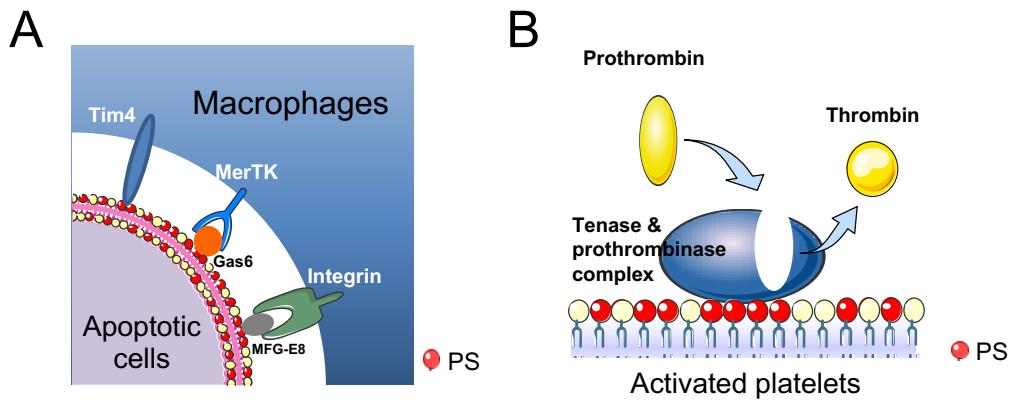 A
Macrophages
Tim4
MerTK
Gas6
Integrin
MFG-E8
Apoptotic
cells
PS
B
Prothrombin
Thrombin
Tenase &
prothrombinase
complex
PS
Activated platelets